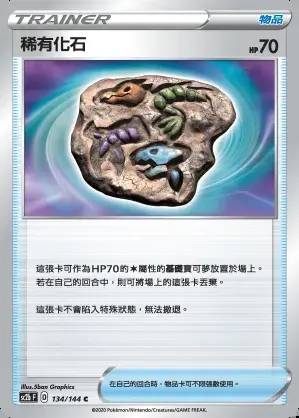 TRAINER 物品
稀有化石 HP70
這張卡可作為HP70的屬性的基礎寶可夢放置於場上。
若在自己的回合中，則可將場上的這張卡丟棄。
這張卡不會陷入特殊狀態，無法撤退。
Illus.5ban Graphics
sc2b F 134/144 C
在自己的回合時，物品卡可不限張數使用。
©2020 Pokémon/Nintendo/Creatures/GAME FREAK.